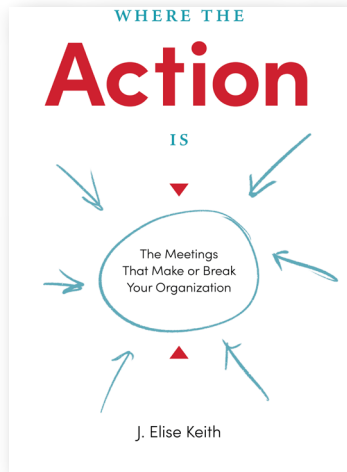 WHERE THE
Action
IS
The Meetings
That Make or Break
Your Organization
J. Elise Keith